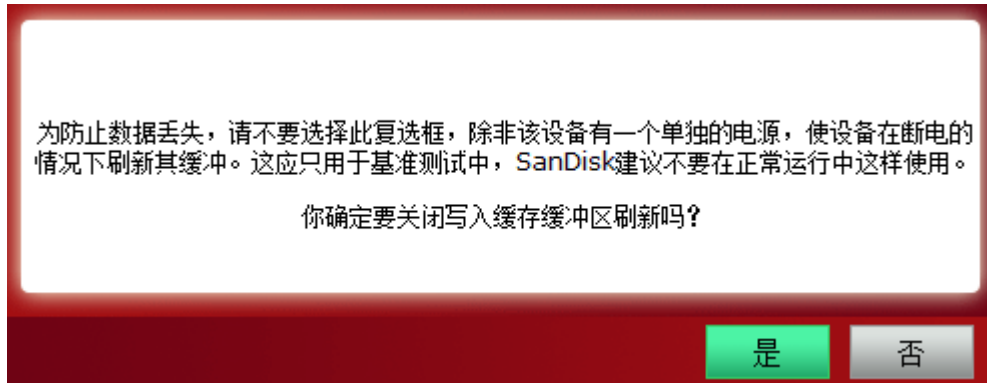 为防止数据丢失，请不要选择此复选框，除非该设备有一个单独的电源，使设备在断电的
情况下刷新其缓冲。这应只用于基准测试中，SanDisk建议不要在正常运行中这样使用。
你确定要关闭写入缓存缓冲区刷新吗?
是
否